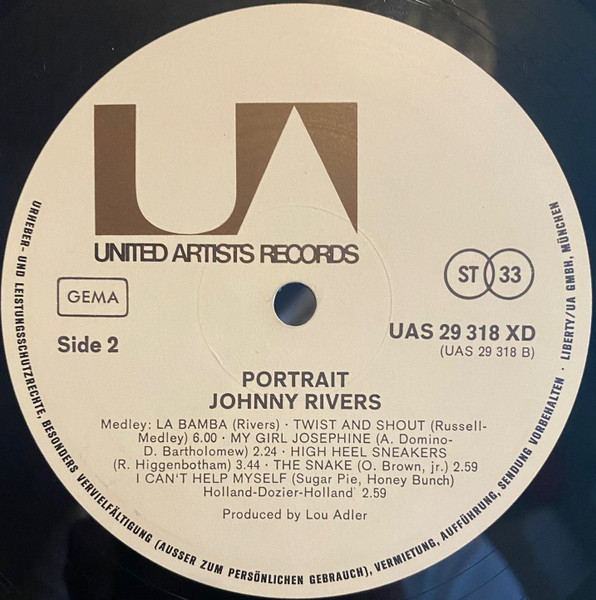 UA
UNITED ARTISTS RECORDS
GEMA
ST 33
Side 2
UAS 29 318 XD
(UAS 29 318 B)
PORTRAIT
JOHNNY RIVERS
Medley: LA BAMBA (Rivers) · TWIST AND SHOUT (Russell-
Medley) 6.00 · MY GIRL JOSEPHINE (A. Domino-
D. Bartholomew) 2.24 · HIGH HEEL SNEAKERS
(R. Higgenbotham) 3.44 · THE SNAKE (O. Brown, jr.) 2.59
I CAN'T HELP MYSELF (Sugar Pie, Honey Bunch)
Holland-Dozier-Holland 2.59
Produced by Lou Adler
URHEBER- UND LEISTUNGSSCHUTZRECHTE, BESONDERS VERVIELFÄLTIGUNG (AUSSER ZUM PERSÖNLICHEN GEBRAUCH), VERMIETUNG, AUFFÜHRUNG, SENDUNG VORBEHALTEN · LIBERTY/UA GMBH, MÜNCHEN